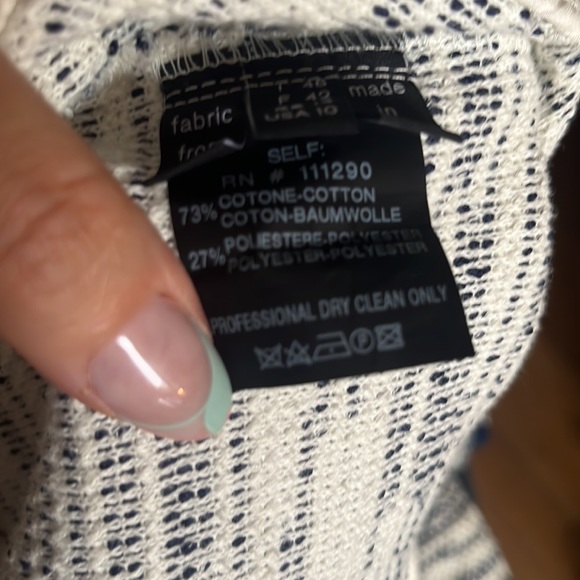 I 46
F 42
USA 10
fabric
made
in
SELF:
RN # 111290
73% COTONE-COTTON
COTON-BAUMWOLLE
27% POLIESTERE-POLYESTER
POLYESTER-POLYESTER
PROFESSIONAL DRY CLEAN ONLY